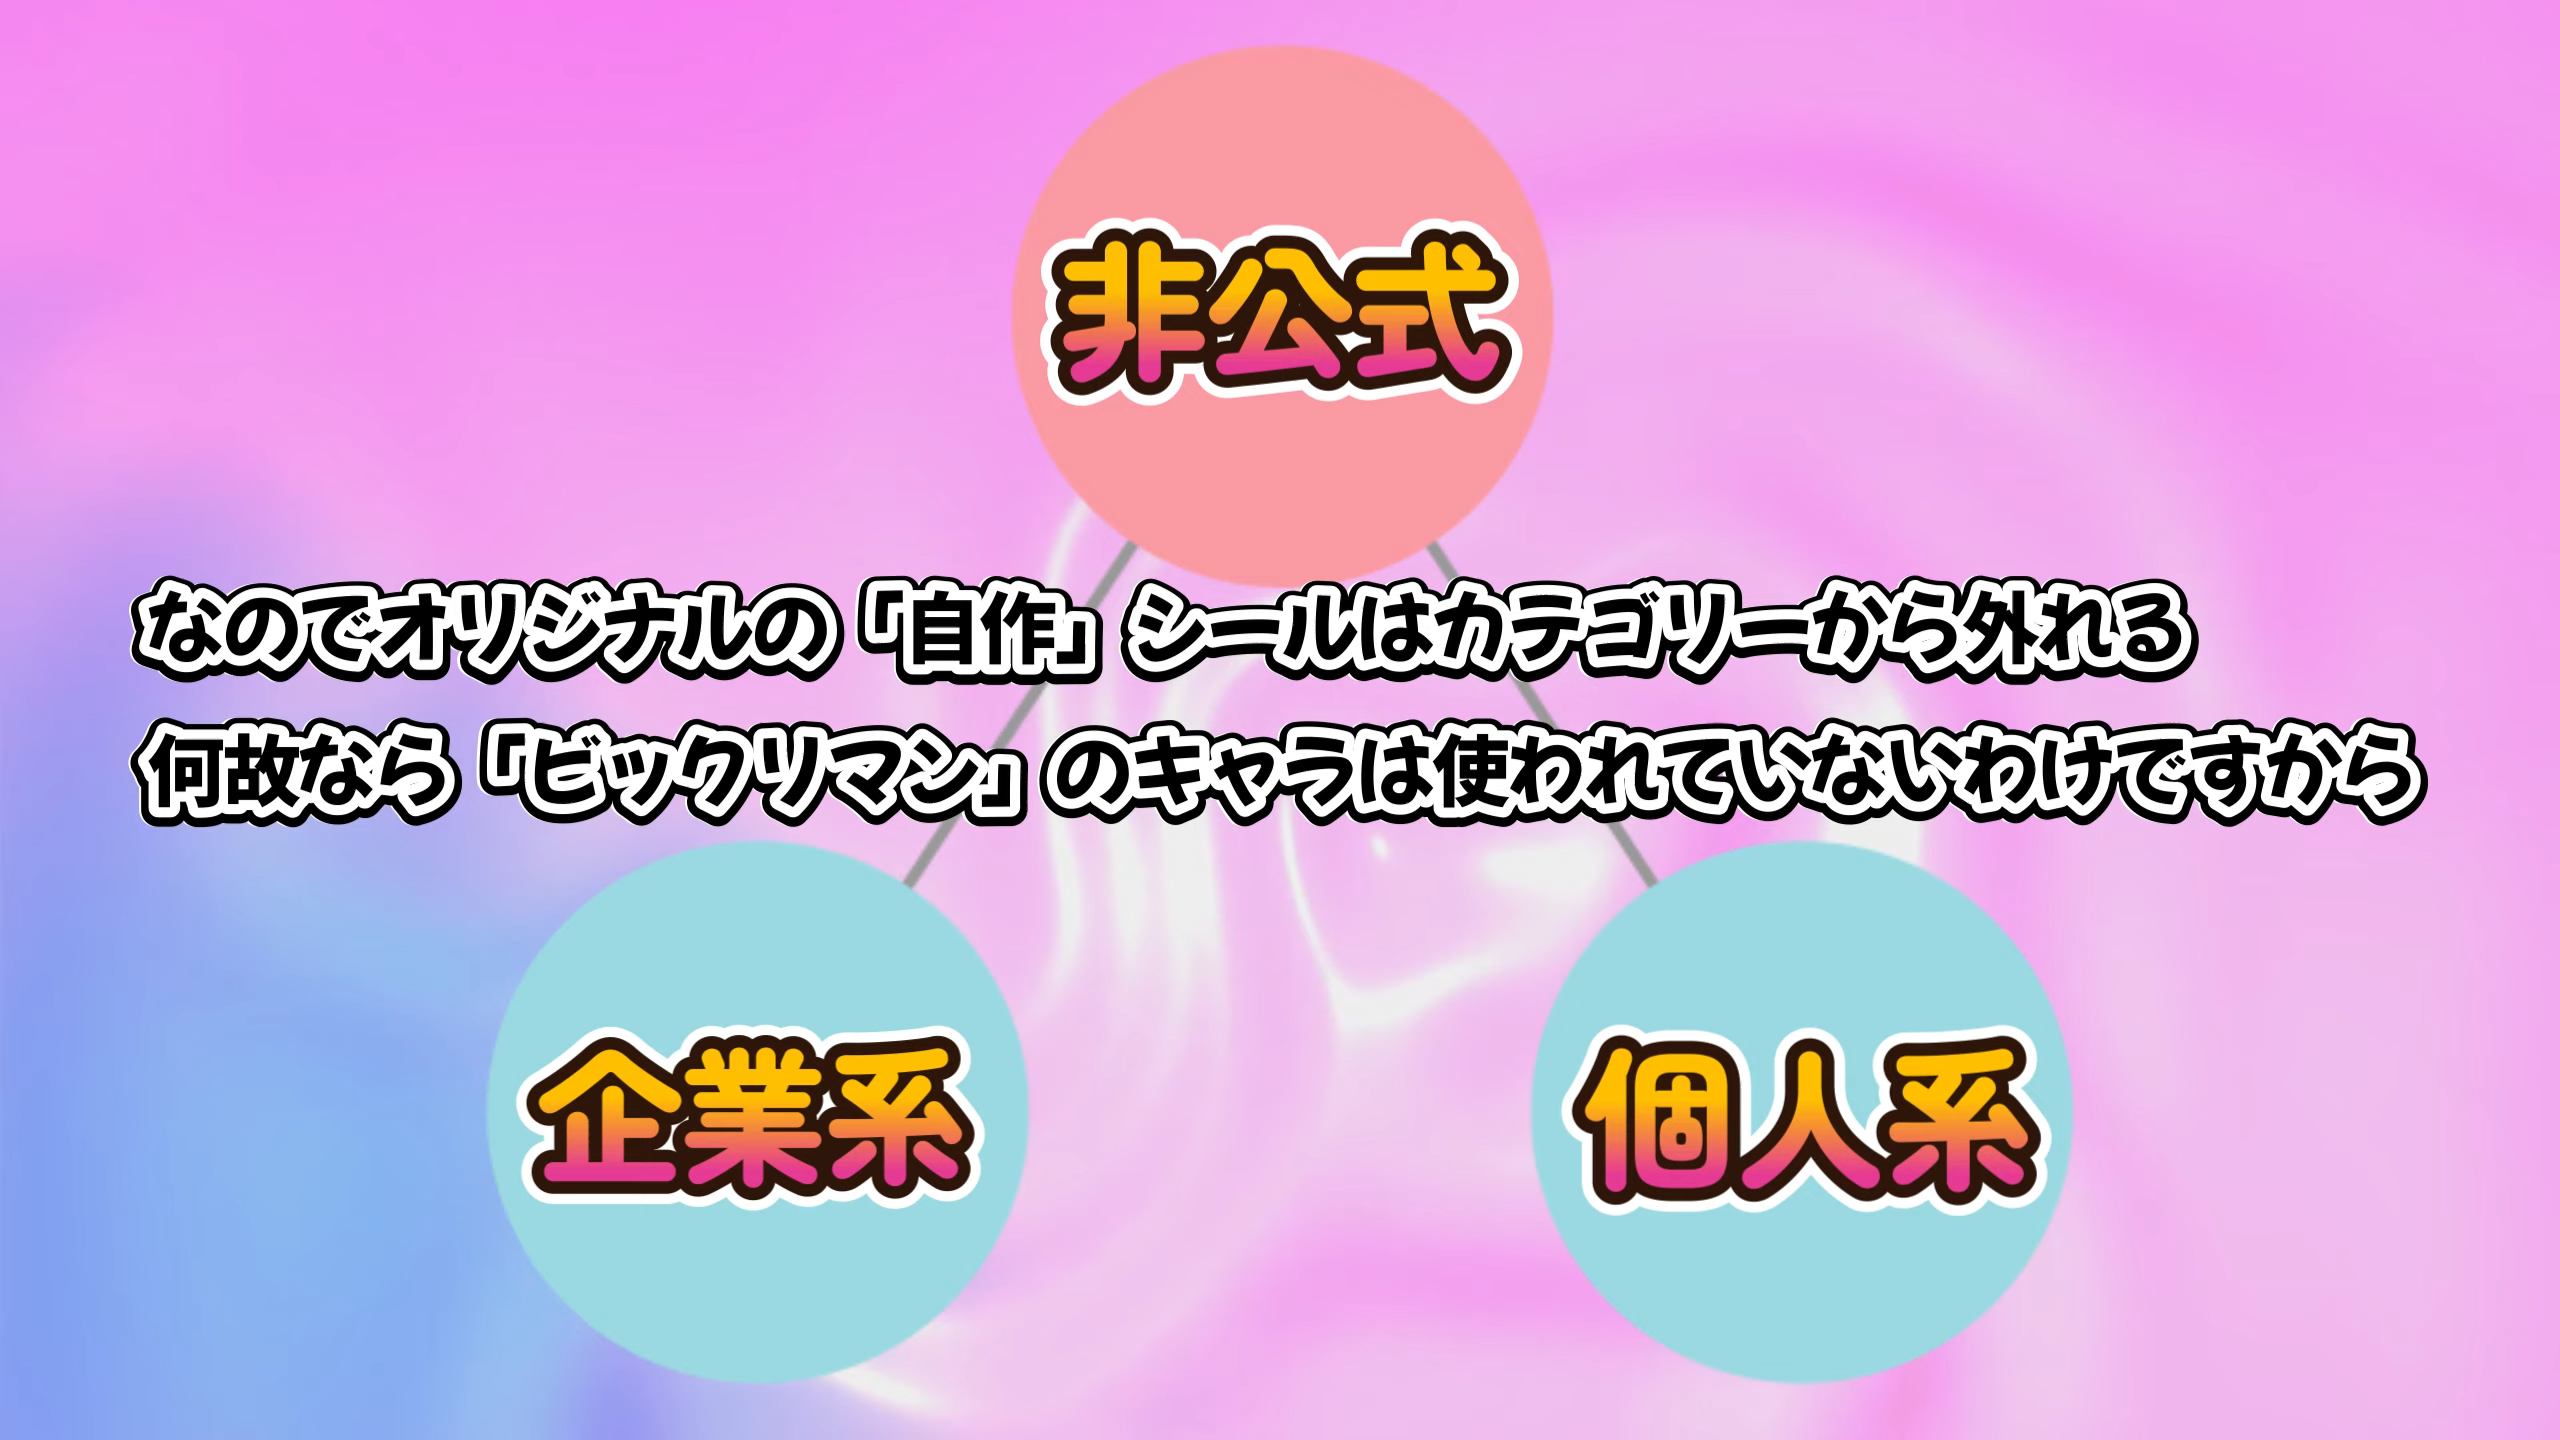 非公式
なのでオリジナルの「自作」シールはカテゴリーから外れる
何故なら「ビックリマン」のキャラは使われていないわけですから
企業系
個人系